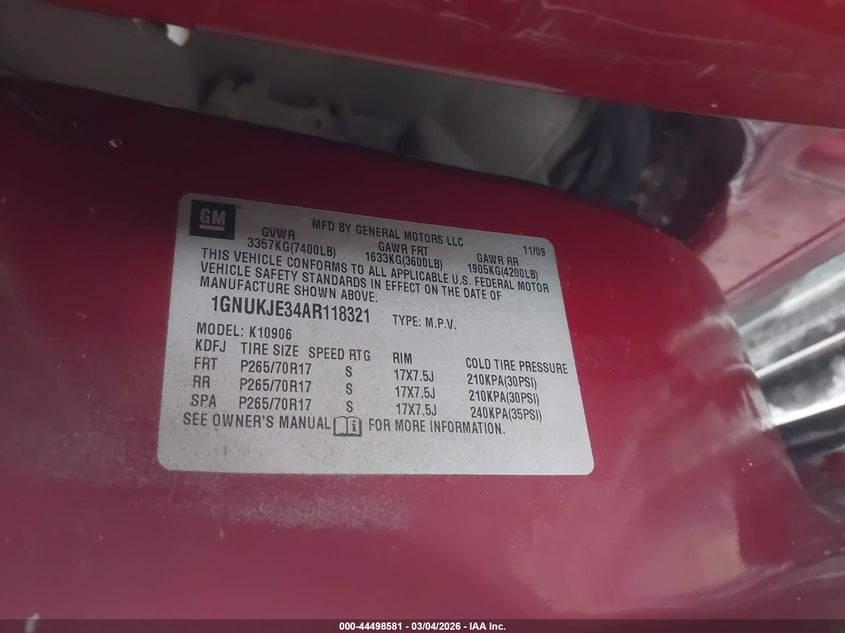 GM
MFD BY GENERAL MOTORS LLC 11/09
GVWR GAWR FRT GAWR RR
3357KG(7400LB) 1633KG(3600LB) 1905KG(4200LB)
THIS VEHICLE CONFORMS TO ALL APPLICABLE U.S. FEDERAL MOTOR
VEHICLE SAFETY STANDARDS IN EFFECT ON THE DATE OF
MANUFACTURE SHOWN ABOVE.
1GNUKJE34AR118321 TYPE: M.P.V.
MODEL: K10906
KDFJ TIRE SIZE SPEED RTG RIM COLD TIRE PRESSURE
FRT P265/70R17 S 17X7.5J 210KPA(30PSI)
RR P265/70R17 S 17X7.5J 210KPA(30PSI)
SPA P265/70R17 S 17X7.5J 240KPA(35PSI)
SEE OWNER'S MANUAL FOR MORE INFORMATION.
000-44498581 - 03/04/2026 - IAA Inc.